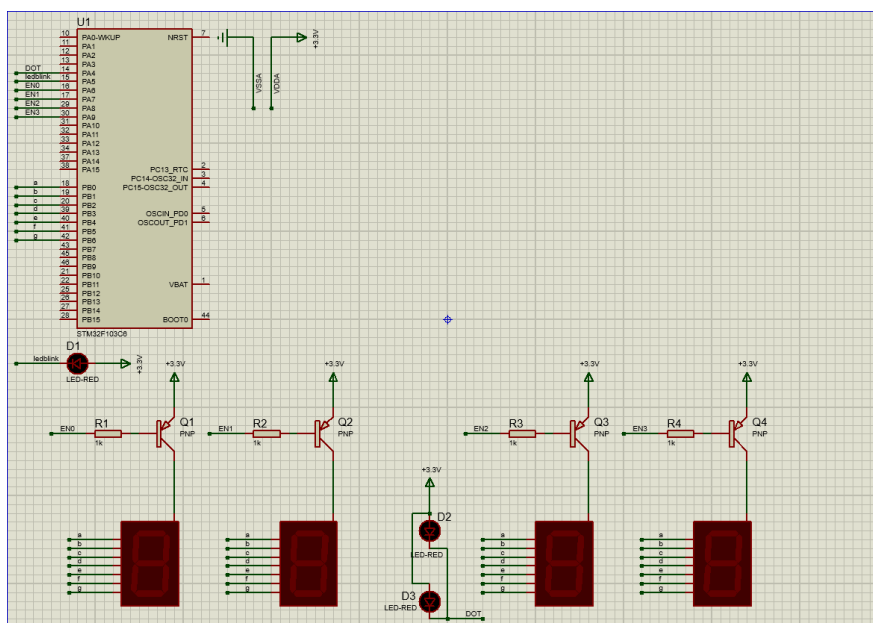 U1
10 PA0-WKUP NRST 7
11 PA1
12 PA2
13 PA3
DOT 14 PA4
ledblink 15 PA5
EN0 16 PA6
EN1 17 PA7
EN2 29 PA8
EN3 30 PA9
31 PA10
32 PA11
33 PA12
34 PA13
37 PA14
38 PA15
+3.3V
VSSA
VDDA
PC13_RTC 2
PC14-OSC32_IN 3
PC15-OSC32_OUT 4
a 18 PB0
b 19 PB1
c 20 PB2
d 39 PB3 OSCIN_PD0 5
e 40 PB4 OSCOUT_PD1 6
f 41 PB5
g 42 PB6
43 PB7
45 PB8
46 PB9
21 PB10
22 PB11 VBAT 1
25 PB12
26 PB13
27 PB14
28 PB15 BOOT0 44
STM32F103C6
D1
ledblink
+3.3V
LED-RED
+3.3V +3.3V +3.3V +3.3V
EN0 R1 1k Q1 PNP
EN1 R2 1k Q2 PNP
EN2 R3 1k Q3 PNP
EN3 R4 1k Q4 PNP
+3.3V
D2
LED-RED
D3
LED-RED
DOT
a a a a
b b b b
c c c c
d d d d
e e e e
f f f f
g g g g